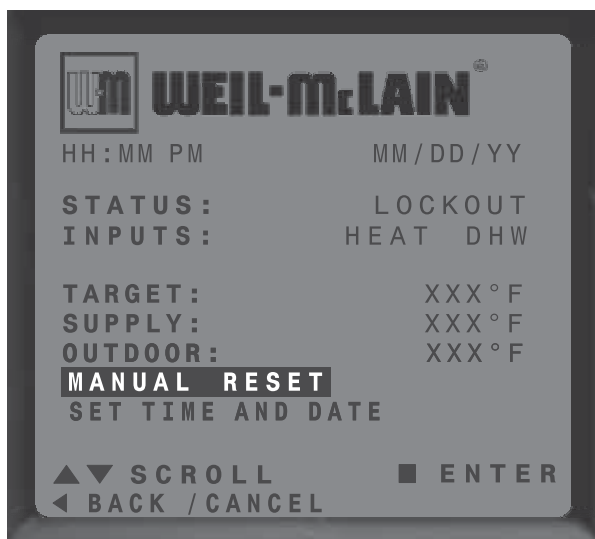 WM WEIL-McLAIN®
HH:MM PM MM/DD/YY
STATUS: LOCKOUT
INPUTS: HEAT DHW
TARGET: XXX°F
SUPPLY: XXX°F
OUTDOOR: XXX°F
MANUAL RESET
SET TIME AND DATE
▲▼ SCROLL ■ ENTER
◀ BACK /CANCEL